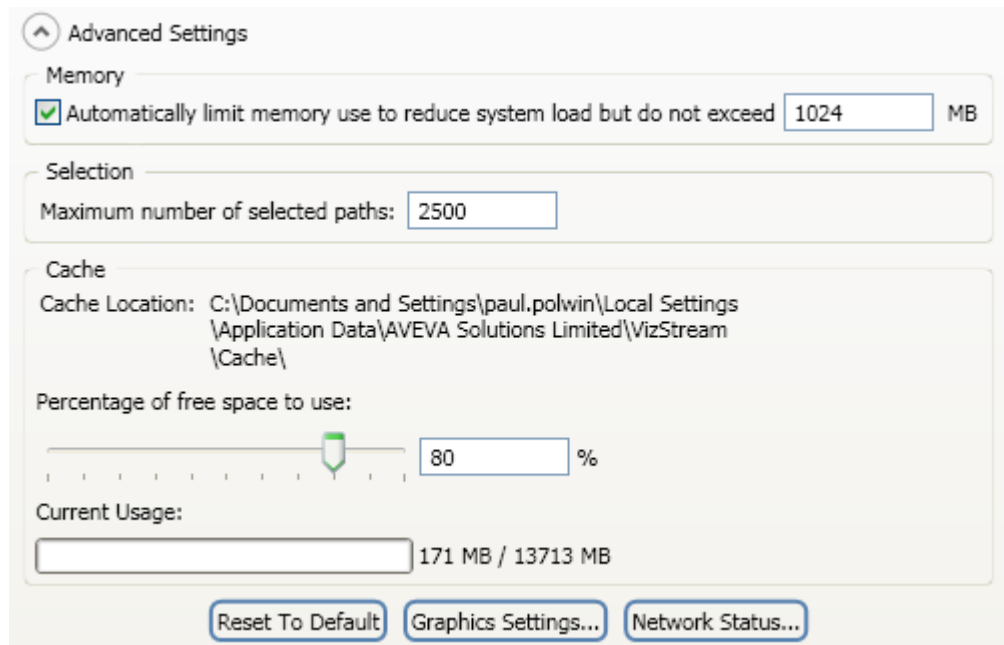 Advanced Settings
Memory
Automatically limit memory use to reduce system load but do not exceed 1024 MB
Selection
Maximum number of selected paths: 2500
Cache
Cache Location: C:\Documents and Settings\paul.polwin\Local Settings
\Application Data\AVEVA Solutions Limited\VizStream
\Cache\
Percentage of free space to use:
80 %
Current Usage:
171 MB / 13713 MB
Reset To Default Graphics Settings... Network Status...